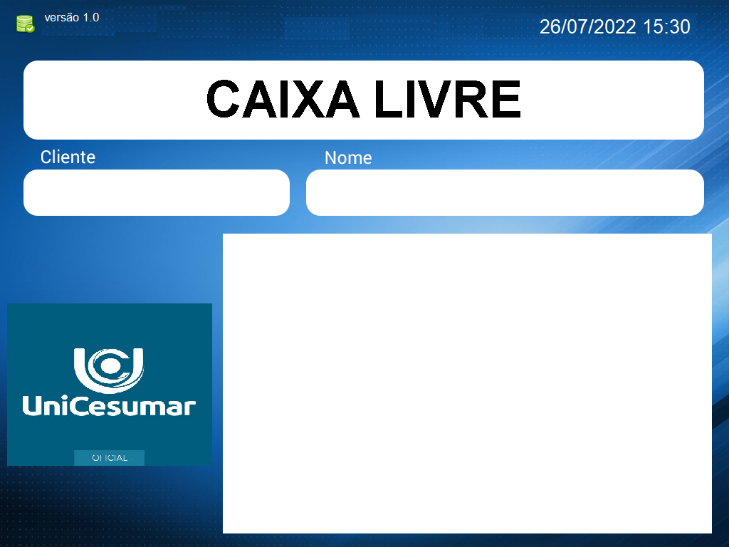 versão 1.0
26/07/2022 15:30
CAIXA LIVRE
Cliente
Nome
UniCesumar
OFICIAL